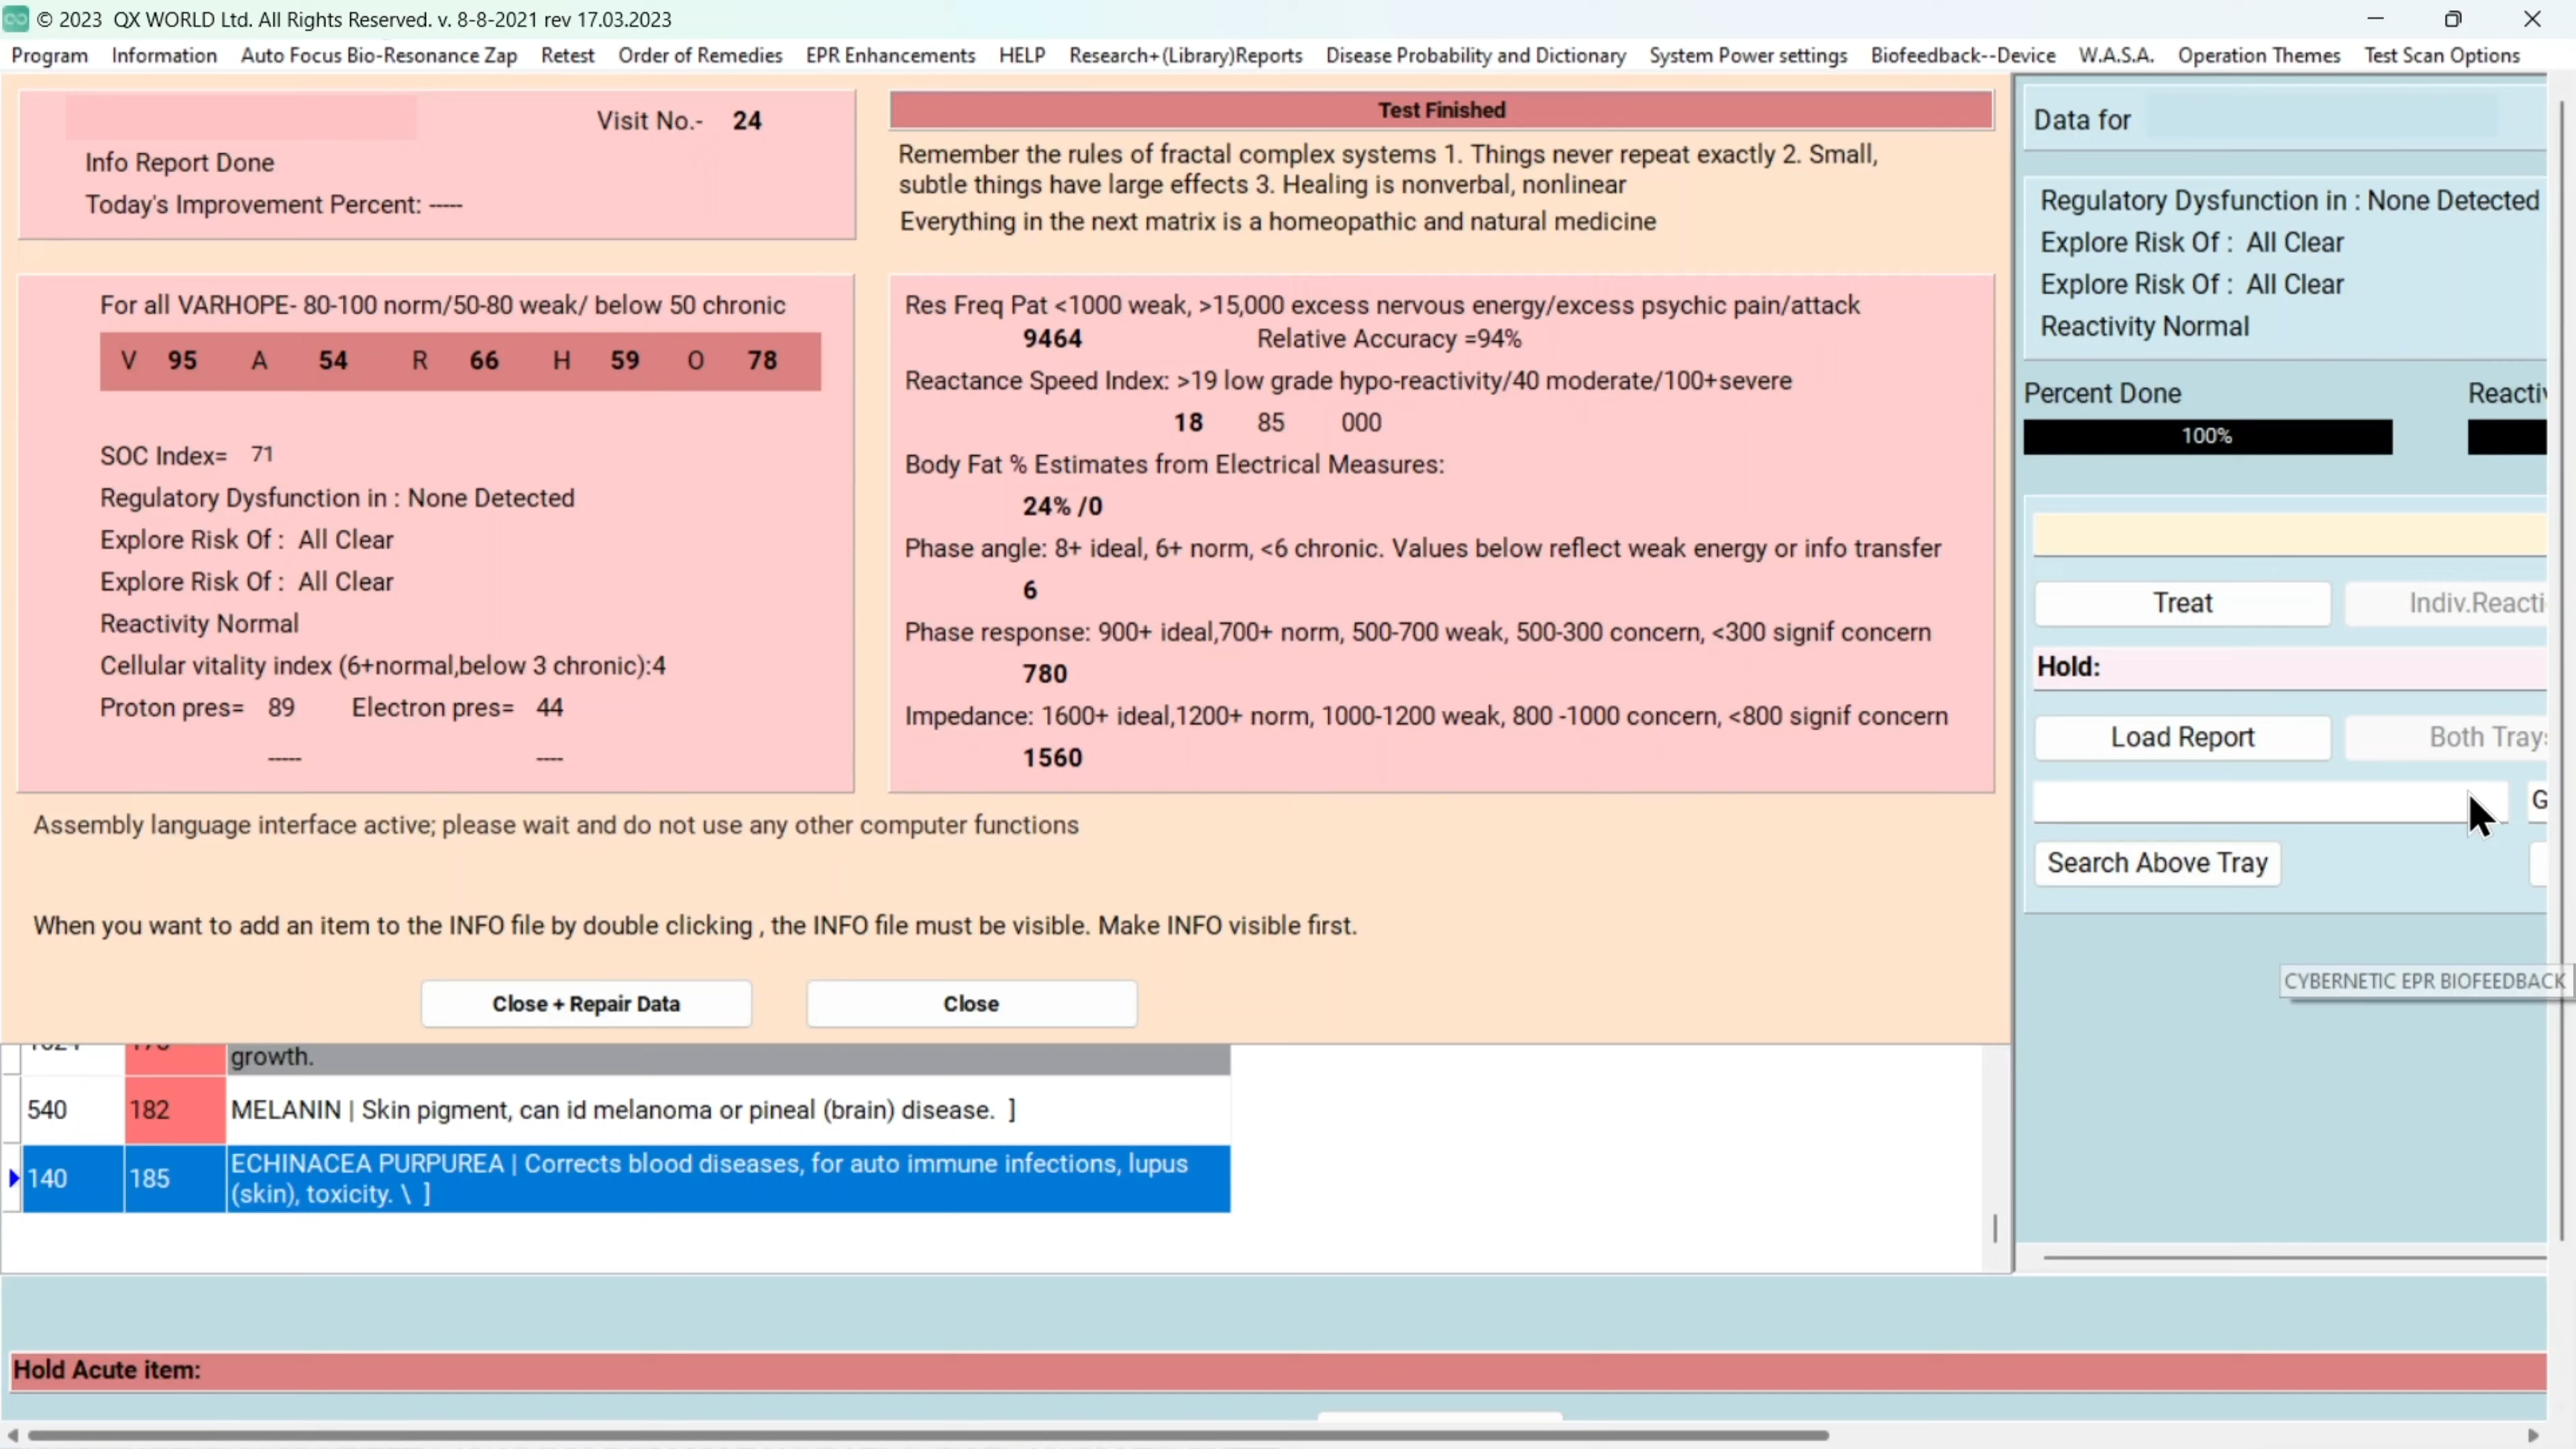 © 2023 QX WORLD Ltd. All Rights Reserved. v. 8-8-2021 rev 17.03.2023
Program Information Auto Focus Bio-Resonance Zap Retest Order of Remedies EPR Enhancements HELP Research+(Library)Reports Disease Probability and Dictionary System Power settings Biofeedback--Device W.A.S.A. Operation Themes Test Scan Options
Visit No.- 24
Info Report Done
Today's Improvement Percent: -----
Test Finished
Remember the rules of fractal complex systems 1. Things never repeat exactly 2. Small,
subtle things have large effects 3. Healing is nonverbal, nonlinear
Everything in the next matrix is a homeopathic and natural medicine
For all VARHOPE- 80-100 norm/50-80 weak/ below 50 chronic
V 95 A 54 R 66 H 59 O 78
SOC Index= 71
Regulatory Dysfunction in : None Detected
Explore Risk Of : All Clear
Explore Risk Of : All Clear
Reactivity Normal
Cellular vitality index (6+normal,below 3 chronic):4
Proton pres= 89 Electron pres= 44
----- ----
Res Freq Pat <1000 weak, >15,000 excess nervous energy/excess psychic pain/attack
9464 Relative Accuracy =94%
Reactance Speed Index: >19 low grade hypo-reactivity/40 moderate/100+severe
18 85 000
Body Fat % Estimates from Electrical Measures:
24% /0
Phase angle: 8+ ideal, 6+ norm, <6 chronic. Values below reflect weak energy or info transfer
6
Phase response: 900+ ideal,700+ norm, 500-700 weak, 500-300 concern, <300 signif concern
780
Impedance: 1600+ ideal,1200+ norm, 1000-1200 weak, 800 -1000 concern, <800 signif concern
1560
Assembly language interface active; please wait and do not use any other computer functions
When you want to add an item to the INFO file by double clicking , the INFO file must be visible. Make INFO visible first.
Close + Repair Data Close
growth.
540 182 MELANIN | Skin pigment, can id melanoma or pineal (brain) disease. ]
140 185 ECHINACEA PURPUREA | Corrects blood diseases, for auto immune infections, lupus
(skin), toxicity. \ ]
Hold Acute item:
Data for
Regulatory Dysfunction in : None Detected
Explore Risk Of : All Clear
Explore Risk Of : All Clear
Reactivity Normal
Percent Done Reactiv
100%
Treat Indiv.Reacti
Hold:
Load Report Both Tray
G
Search Above Tray
CYBERNETIC EPR BIOFEEDBACK